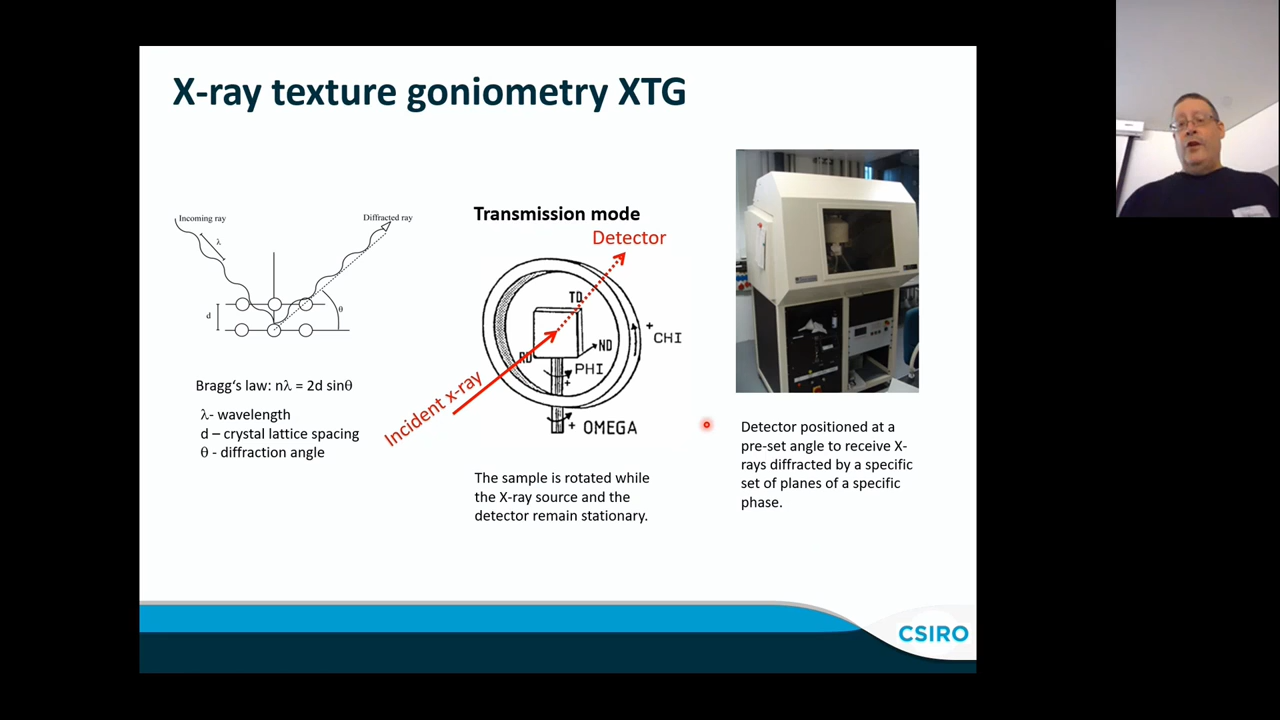 X-ray texture goniometry XTG
Incoming ray
Diffracted ray
λ
d
θ
Bragg‘s law: nλ = 2d sinθ
λ- wavelength
d – crystal lattice spacing
θ - diffraction angle
Transmission mode
Detector
TD
+
CHI
ND
RD
PHI
+
+ OMEGA
Incident x-ray
The sample is rotated while
the X-ray source and the
detector remain stationary.
Detector positioned at a
pre-set angle to receive X-
rays diffracted by a specific
set of planes of a specific
phase.
CSIRO